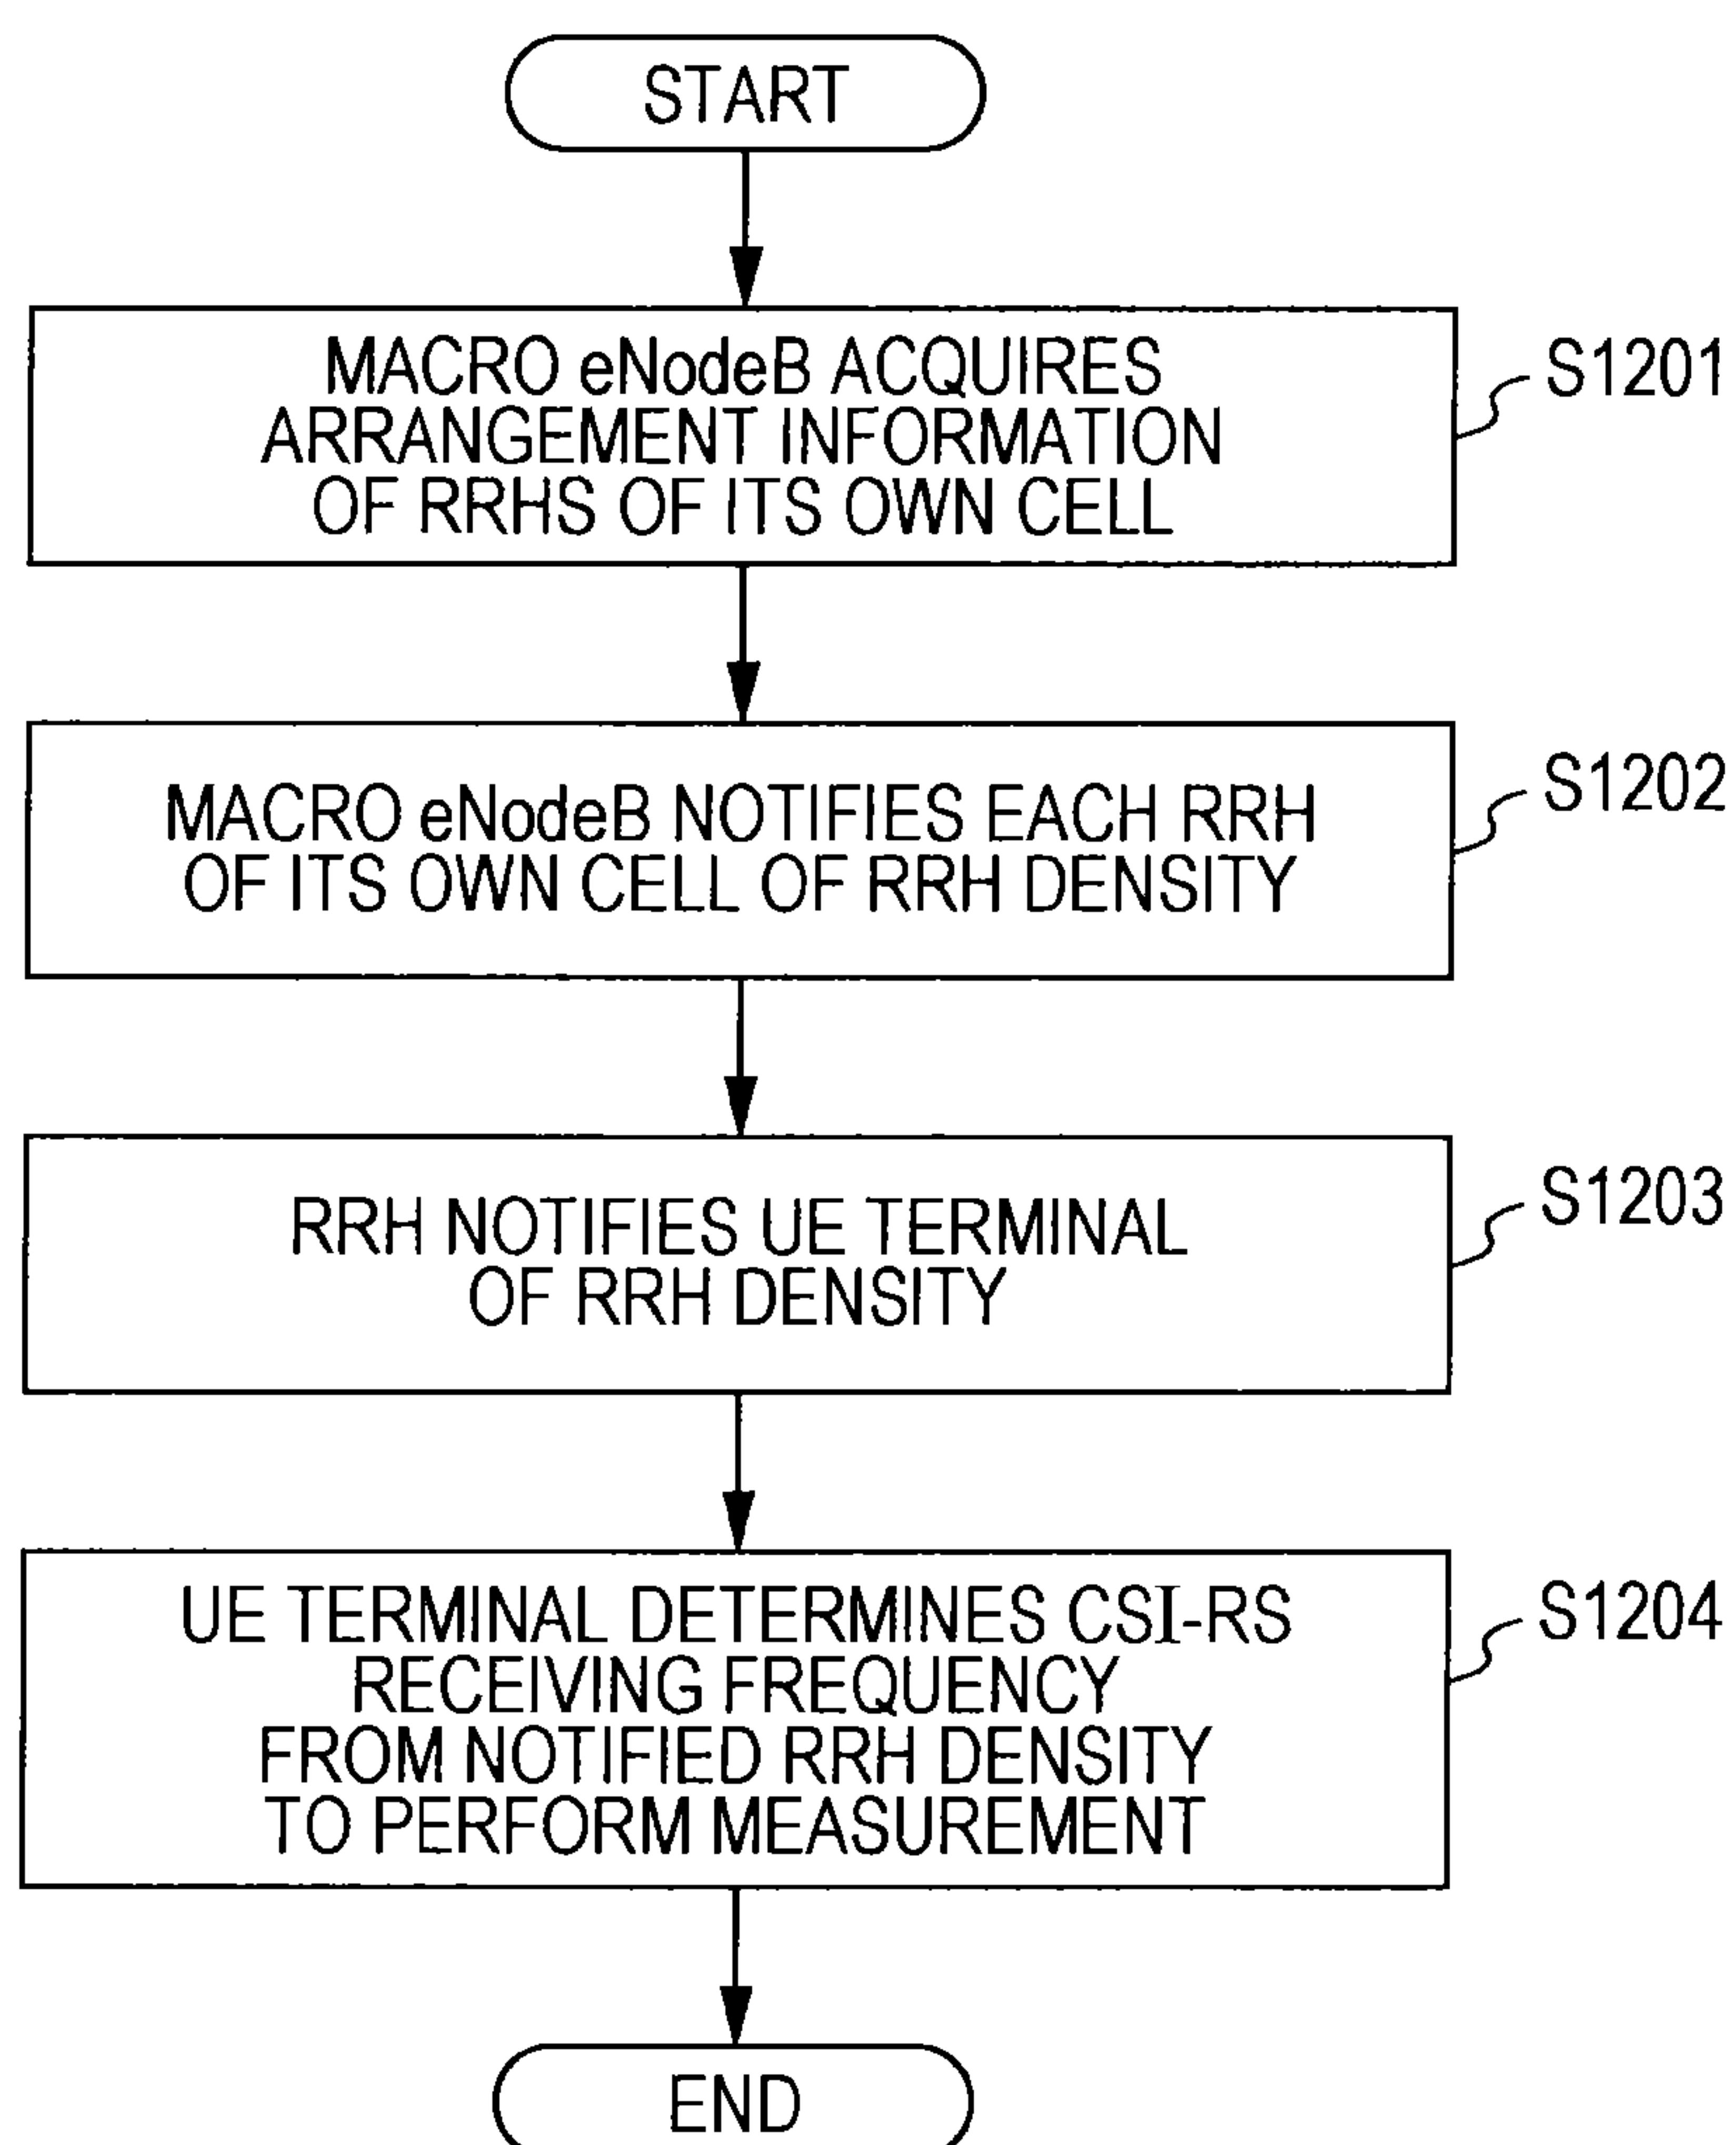 START
MACRO eNodeB ACQUIRES
ARRANGEMENT INFORMATION
OF RRHS OF ITS OWN CELL
S1201
MACRO eNodeB NOTIFIES EACH RRH
OF ITS OWN CELL OF RRH DENSITY
S1202
RRH NOTIFIES UE TERMINAL
OF RRH DENSITY
S1203
UE TERMINAL DETERMINES CSI-RS
RECEIVING FREQUENCY
FROM NOTIFIED RRH DENSITY
TO PERFORM MEASUREMENT
S1204
END